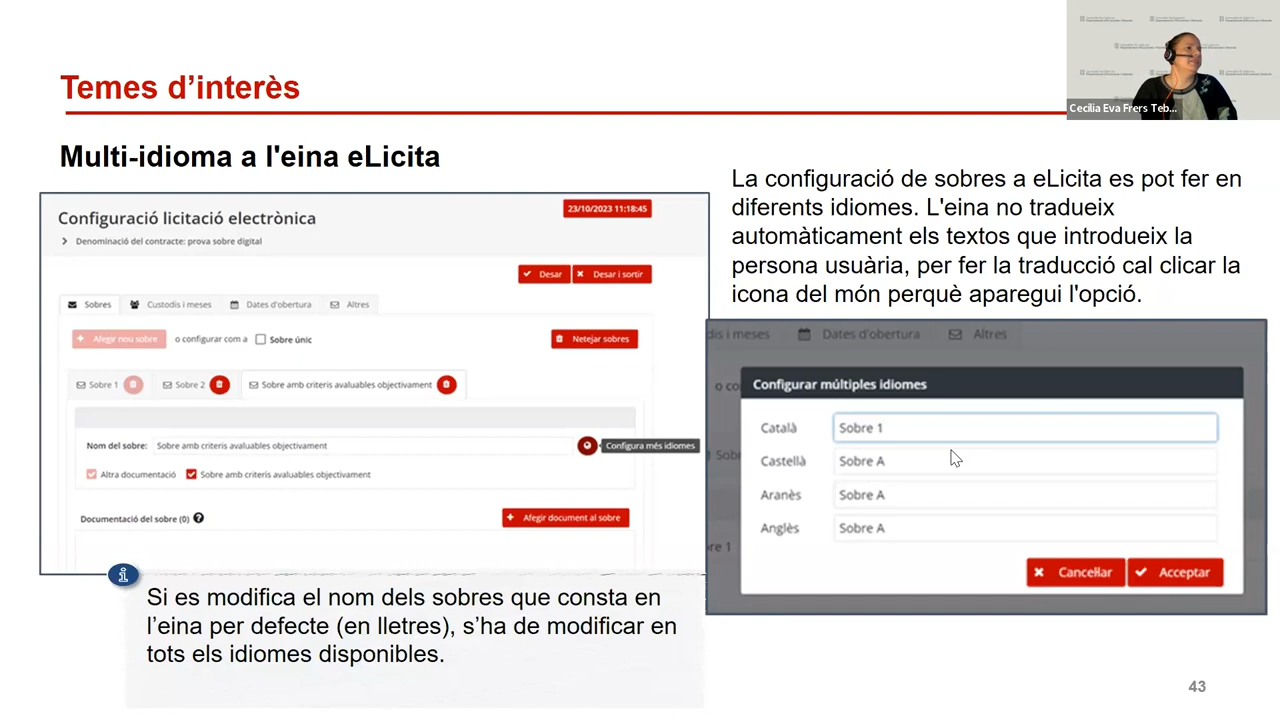 Temes d’interès
Cecília Eva Frers Teb...
Multi-idioma a l'eina eLicita
La configuració de sobres a eLicita es pot fer en
diferents idiomes. L'eina no tradueix
automàticament els textos que introdueix la
persona usuària, per fer la traducció cal clicar la
icona del món perquè aparegui l'opció.
Configuració licitació electrònica
23/10/2023 11:18:45
Denominació del contracte: prova sobre digital
Desar
Desar i sortir
Sobres
Custodis i meses
Dates d'obertura
Altres
Afegir nou sobre
o configurar com a
Sobre únic
Netejar sobres
Sobre 1
Sobre 2
Sobre amb criteris avaluables objectivament
Nom del sobre:
Sobre amb criteris avaluables objectivament
Configura més idiomes
Altra documentació
Sobre amb criteris avaluables objectivament
Documentació del sobre (0)
Afegir document al sobre
Si es modifica el nom dels sobres que consta en
l’eina per defecte (en lletres), s’ha de modificar en
tots els idiomes disponibles.
dis i meses
Dates d'obertura
Altres
Configurar múltiples idiomes
Català
Sobre 1
Castellà
Sobre A
Aranès
Sobre A
Anglès
Sobre A
Cancel·lar
Acceptar
43